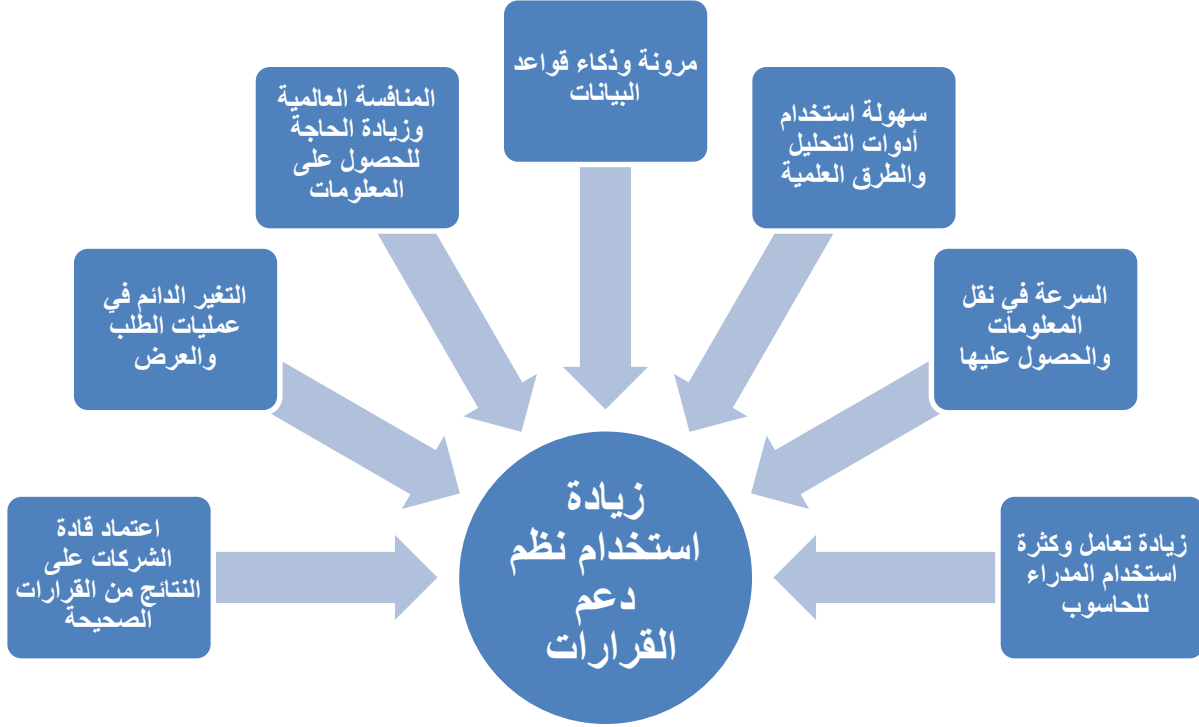 مرونة وذكاء قواعد
البيانات
المنافسة العالمية
وزيادة الحاجة
للحصول على
المعلومات
سهولة استخدام
أدوات التحليل
والطرق العلمية
التغير الدائم في
عمليات الطلب
والعرض
السرعة في نقل
المعلومات
والحصول عليها
اعتماد قادة
الشركات على
النتائج من القرارات
الصحيحة
زيادة تعامل وكثرة
استخدام المدراء
للحاسوب
زيادة
استخدام نظم
دعم
القرارات